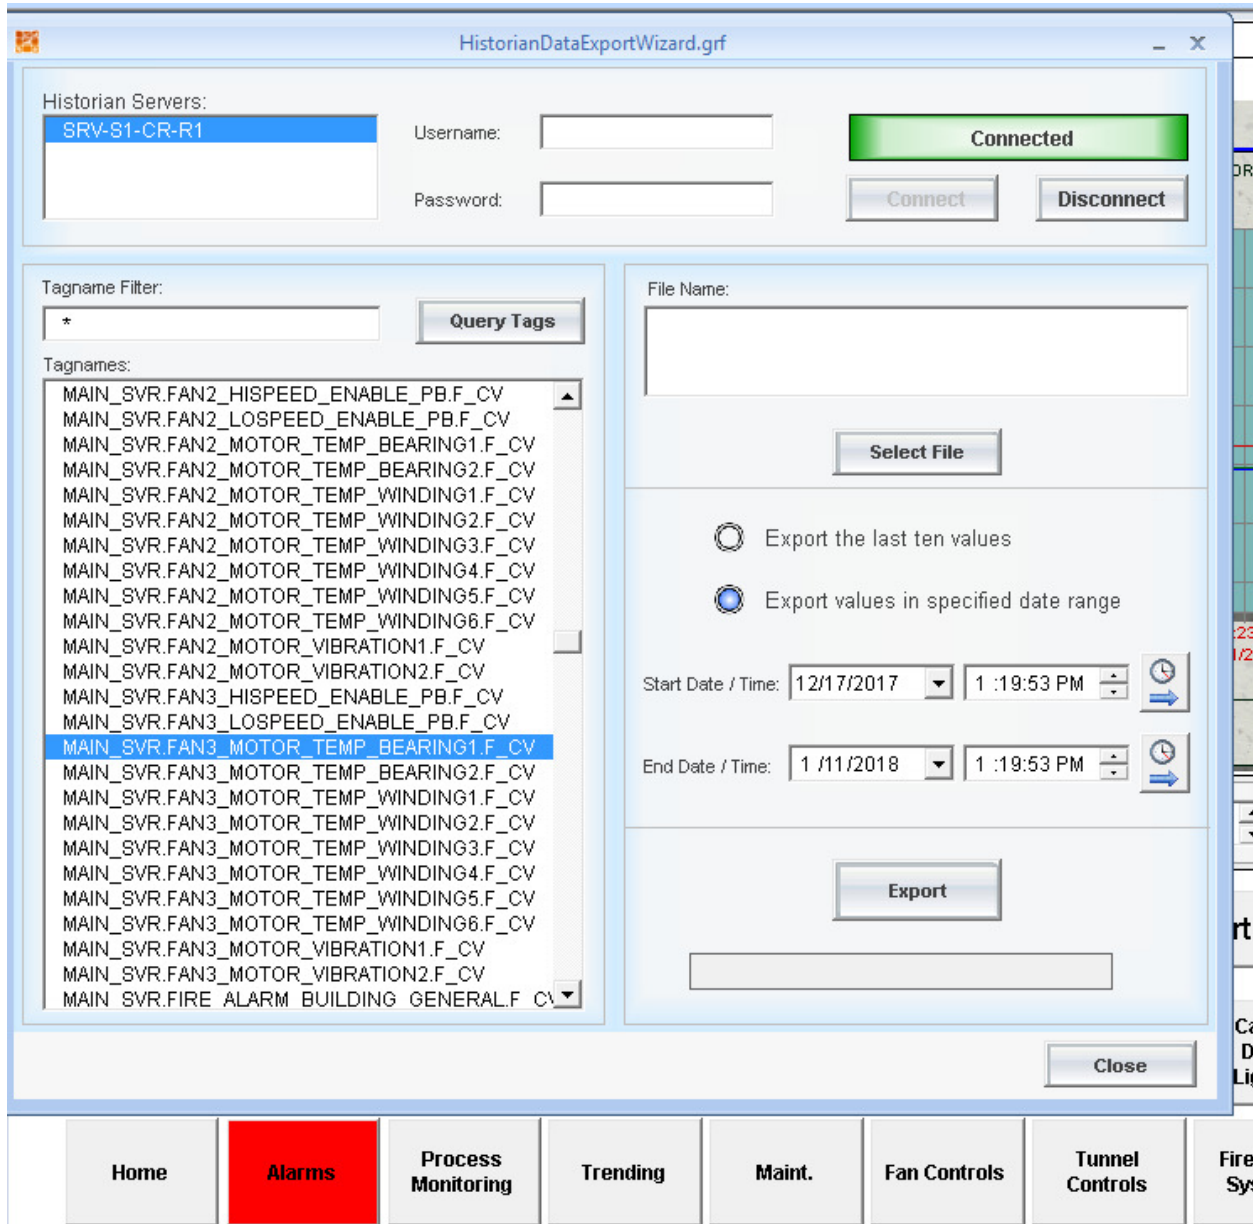 HistorianDataExportWizard.grf
Historian Servers:
SRV-S1-CR-R1
Username:
Password:
Connected
Connect
Disconnect
Tagname Filter:
*
Query Tags
Tagnames:
MAIN_SVR.FAN2_HISPEED_ENABLE_PB.F_CV
MAIN_SVR.FAN2_LOSPEED_ENABLE_PB.F_CV
MAIN_SVR.FAN2_MOTOR_TEMP_BEARING1.F_CV
MAIN_SVR.FAN2_MOTOR_TEMP_BEARING2.F_CV
MAIN_SVR.FAN2_MOTOR_TEMP_WINDING1.F_CV
MAIN_SVR.FAN2_MOTOR_TEMP_WINDING2.F_CV
MAIN_SVR.FAN2_MOTOR_TEMP_WINDING3.F_CV
MAIN_SVR.FAN2_MOTOR_TEMP_WINDING4.F_CV
MAIN_SVR.FAN2_MOTOR_TEMP_WINDING5.F_CV
MAIN_SVR.FAN2_MOTOR_TEMP_WINDING6.F_CV
MAIN_SVR.FAN2_MOTOR_VIBRATION1.F_CV
MAIN_SVR.FAN2_MOTOR_VIBRATION2.F_CV
MAIN_SVR.FAN3_HISPEED_ENABLE_PB.F_CV
MAIN_SVR.FAN3_LOSPEED_ENABLE_PB.F_CV
MAIN_SVR.FAN3_MOTOR_TEMP_BEARING1.F_CV
MAIN_SVR.FAN3_MOTOR_TEMP_BEARING2.F_CV
MAIN_SVR.FAN3_MOTOR_TEMP_WINDING1.F_CV
MAIN_SVR.FAN3_MOTOR_TEMP_WINDING2.F_CV
MAIN_SVR.FAN3_MOTOR_TEMP_WINDING3.F_CV
MAIN_SVR.FAN3_MOTOR_TEMP_WINDING4.F_CV
MAIN_SVR.FAN3_MOTOR_TEMP_WINDING5.F_CV
MAIN_SVR.FAN3_MOTOR_TEMP_WINDING6.F_CV
MAIN_SVR.FAN3_MOTOR_VIBRATION1.F_CV
MAIN_SVR.FAN3_MOTOR_VIBRATION2.F_CV
MAIN_SVR.FIRE_ALARM_BUILDING_GENERAL.F_CV
File Name:
Select File
Export the last ten values
Export values in specified date range
Start Date / Time: 12/17/2017 1 :19:53 PM
End Date / Time: 1 /11/2018 1 :19:53 PM
Export
Close
Home
Alarms
Process
Monitoring
Trending
Maint.
Fan Controls
Tunnel
Controls
Fire